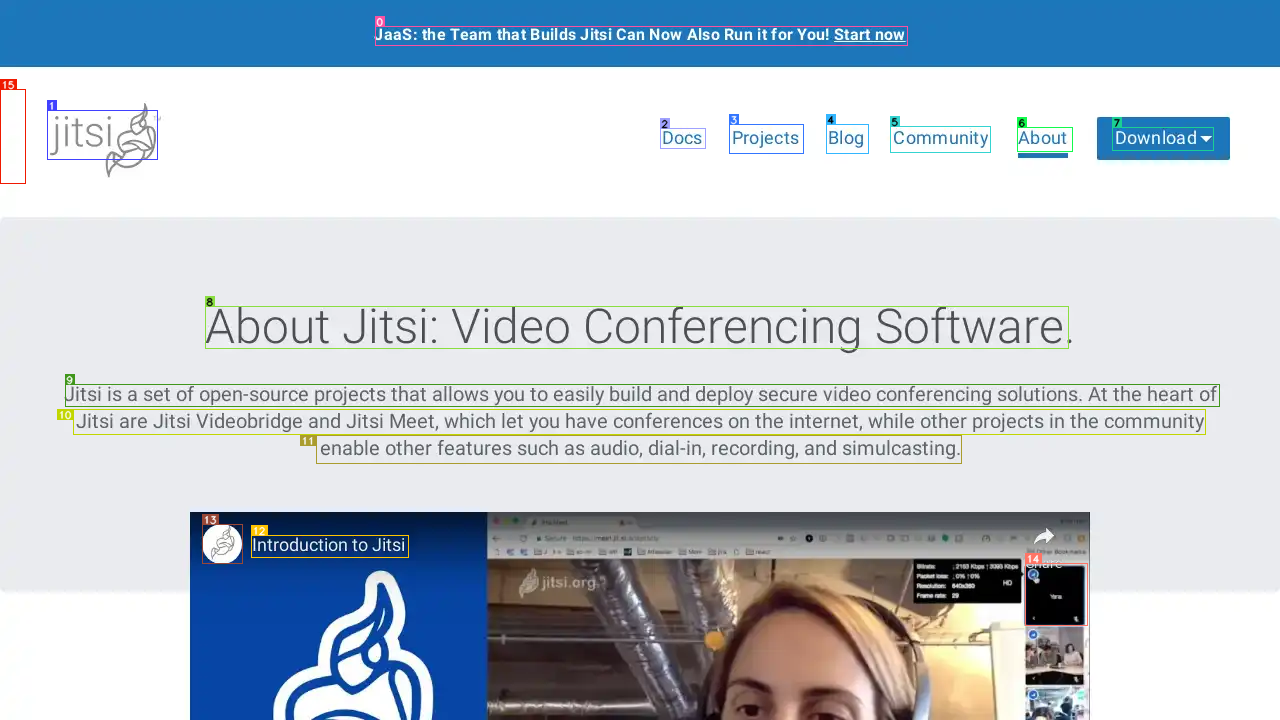 JaaS: the Team that Builds Jitsi Can Now Also Run it for You! Start now
jitsi
Docs
Projects
Blog
Community
About
Download
About Jitsi: Video Conferencing Software.
Jitsi is a set of open-source projects that allows you to easily build and deploy secure video conferencing solutions. At the heart of
Jitsi are Jitsi Videobridge and Jitsi Meet, which let you have conferences on the internet, while other projects in the community
enable other features such as audio, dial-in, recording, and simulcasting.
Introduction to Jitsi
Share
jitsi.org
0
1
2
3
4
5
6
7
8
9
10
11
12
13
14
15